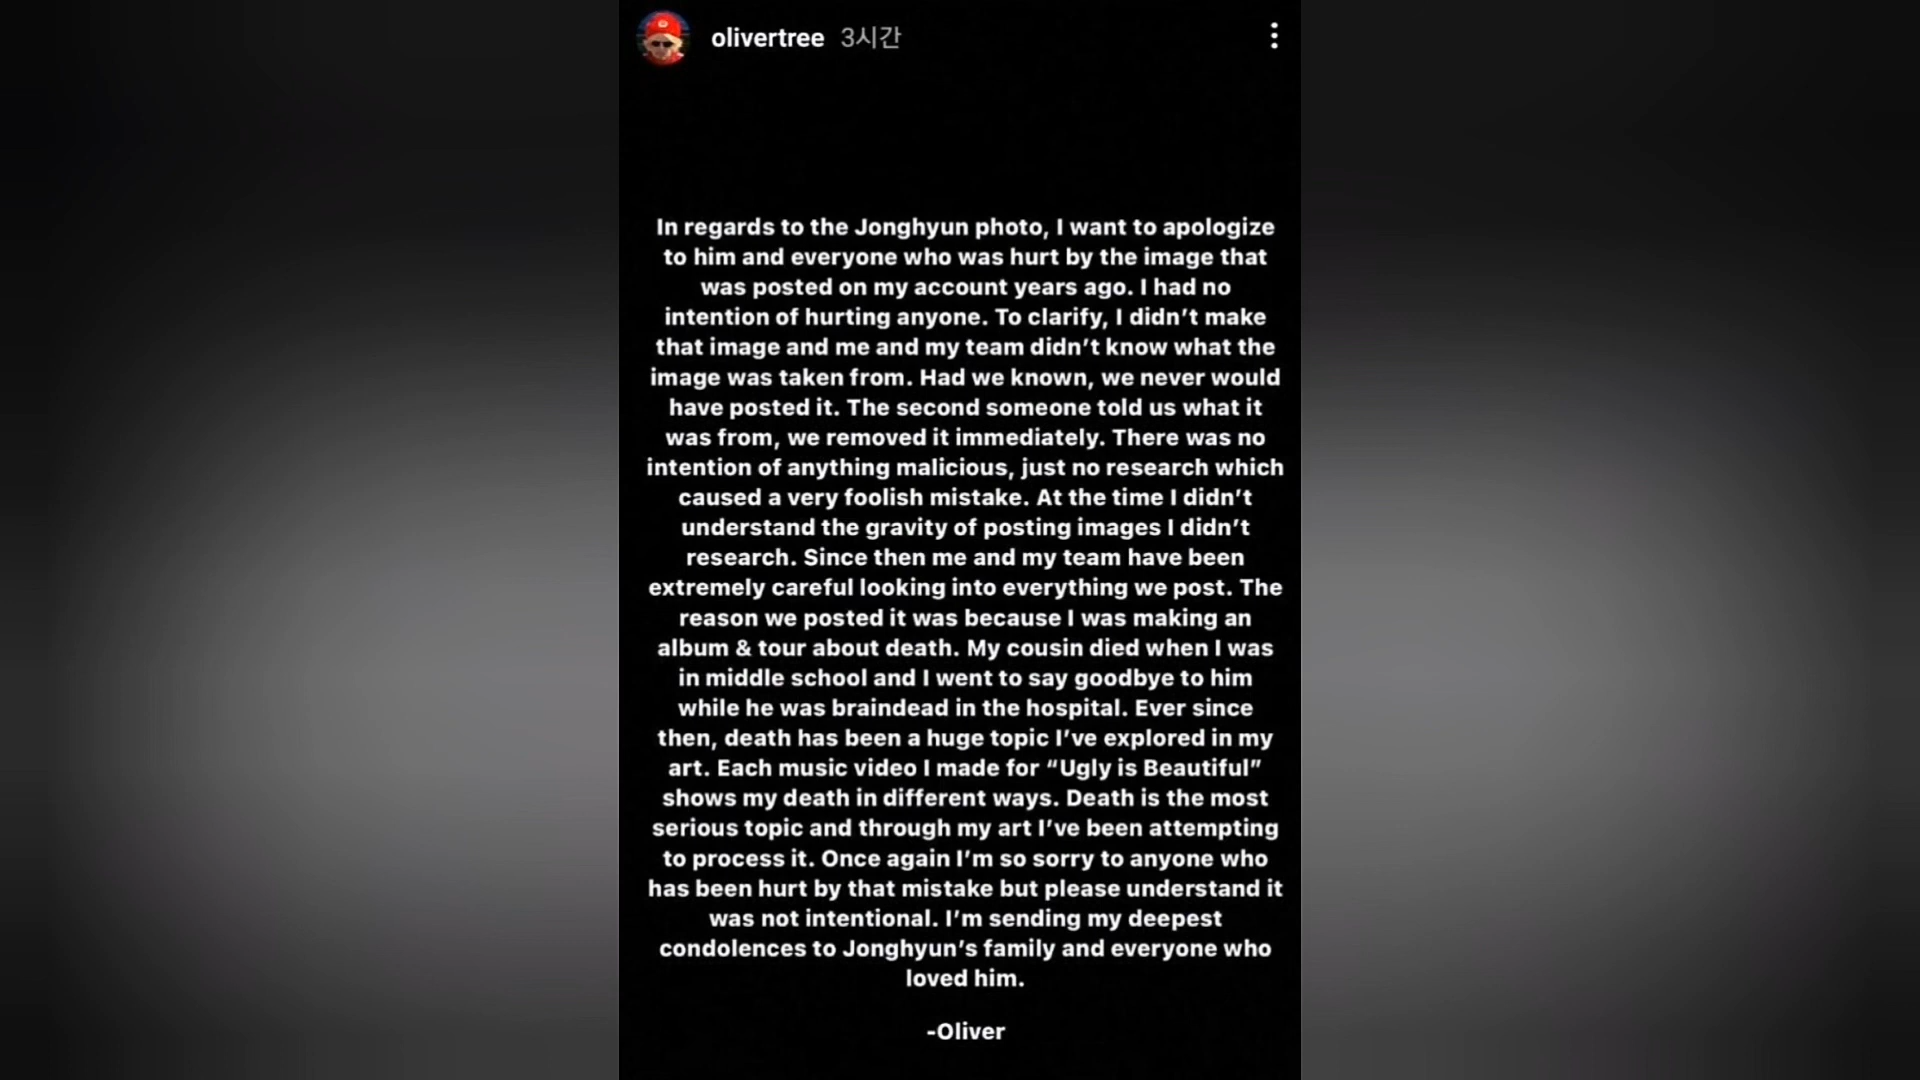 olivertree 3시간
In regards to the Jonghyun photo, I want to apologize
to him and everyone who was hurt by the image that
was posted on my account years ago. I had no
intention of hurting anyone. To clarify, I didn’t make
that image and me and my team didn’t know what the
image was taken from. Had we known, we never would
have posted it. The second someone told us what it
was from, we removed it immediately. There was no
intention of anything malicious, just no research which
caused a very foolish mistake. At the time I didn’t
understand the gravity of posting images I didn’t
research. Since then me and my team have been
extremely careful looking into everything we post. The
reason we posted it was because I was making an
album & tour about death. My cousin died when I was
in middle school and I went to say goodbye to him
while he was braindead in the hospital. Ever since
then, death has been a huge topic I’ve explored in my
art. Each music video I made for “Ugly is Beautiful”
shows my death in different ways. Death is the most
serious topic and through my art I’ve been attempting
to process it. Once again I’m so sorry to anyone who
has been hurt by that mistake but please understand it
was not intentional. I’m sending my deepest
condolences to Jonghyun’s family and everyone who
loved him.
-Oliver